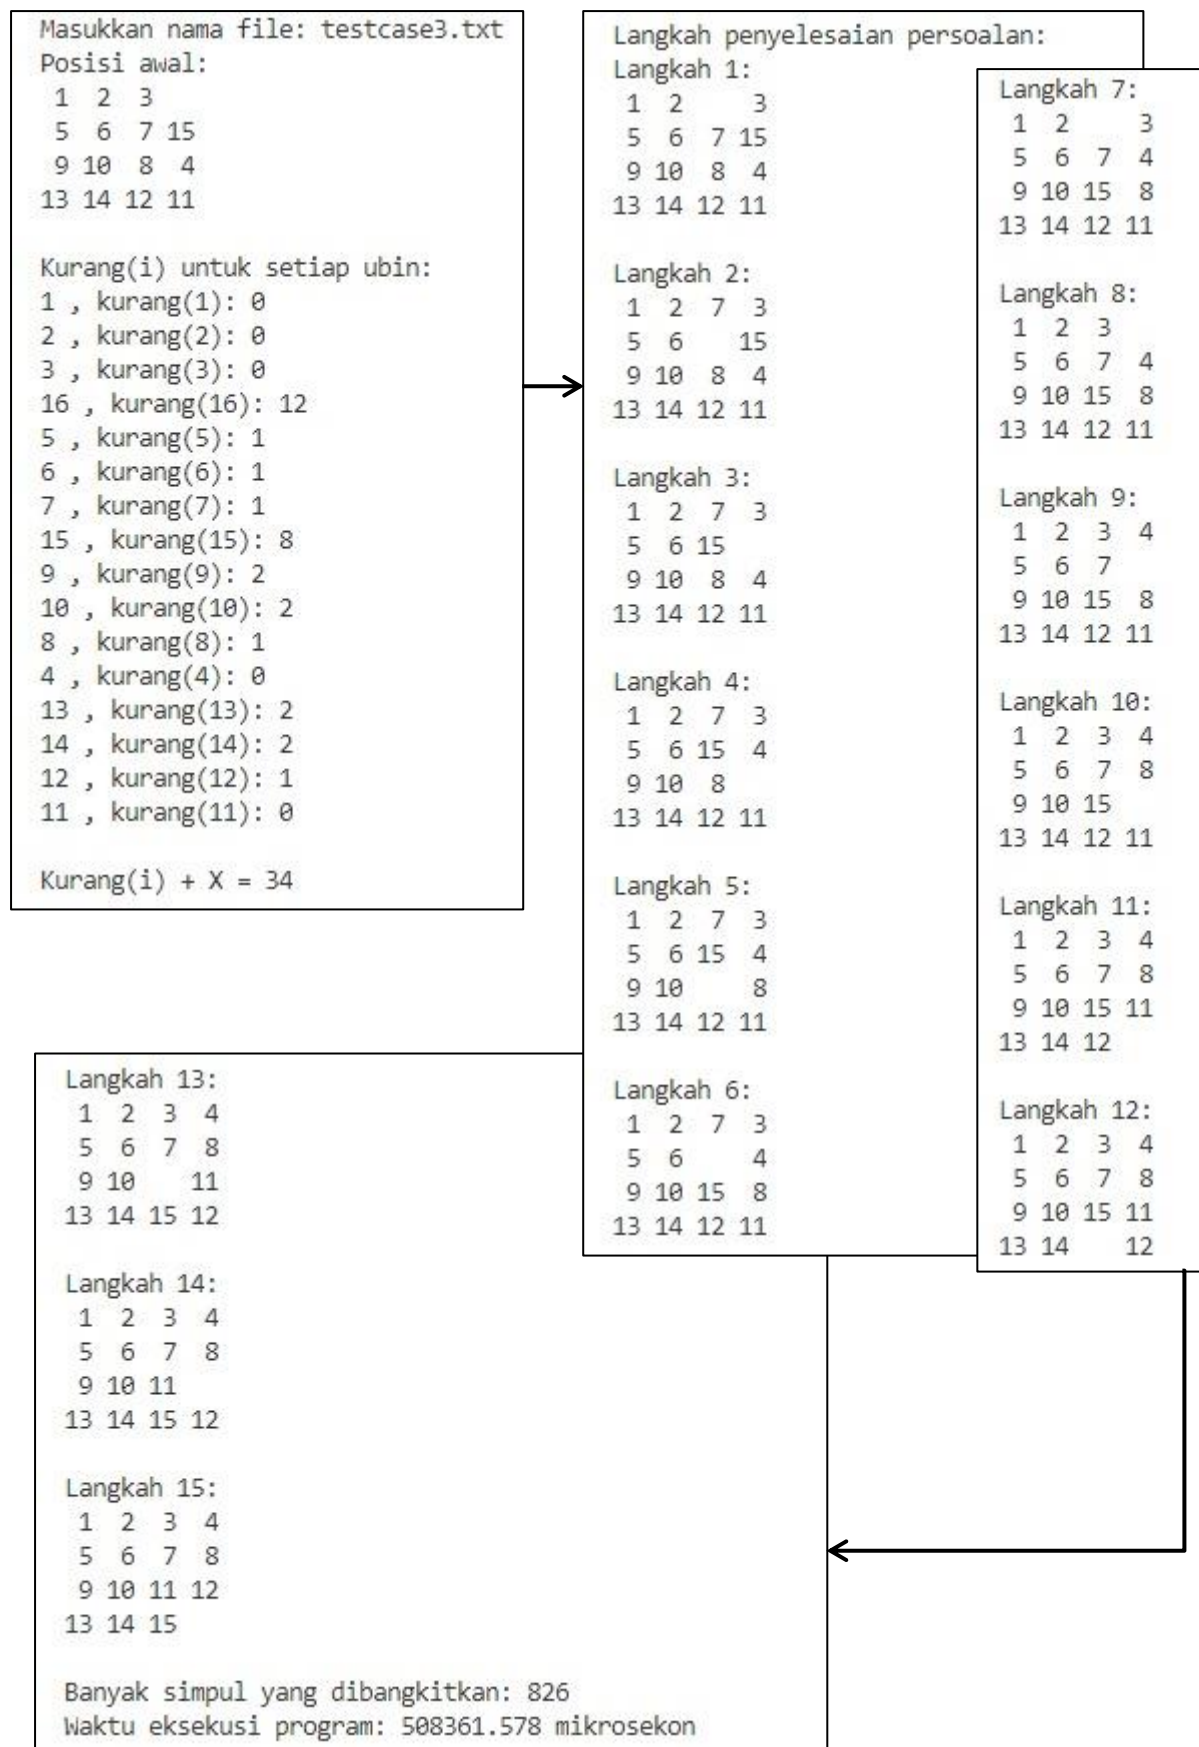 Masukkan nama file: testcase3.txt
Posisi awal:
1 2 3
5 6 7 15
9 10 8 4
13 14 12 11
Kurang(i) untuk setiap ubin:
1 , kurang(1): 0
2 , kurang(2): 0
3 , kurang(3): 0
16 , kurang(16): 12
5 , kurang(5): 1
6 , kurang(6): 1
7 , kurang(7): 1
15 , kurang(15): 8
9 , kurang(9): 2
10 , kurang(10): 2
8 , kurang(8): 1
4 , kurang(4): 0
13 , kurang(13): 2
14 , kurang(14): 2
12 , kurang(12): 1
11 , kurang(11): 0
Kurang(i) + X = 34
Langkah penyelesaian persoalan:
Langkah 1:
1 2 3
5 6 7 15
9 10 8 4
13 14 12 11
Langkah 2:
1 2 7 3
5 6 15
9 10 8 4
13 14 12 11
Langkah 3:
1 2 7 3
5 6 15
9 10 8 4
13 14 12 11
Langkah 4:
1 2 7 3
5 6 15 4
9 10 8
13 14 12 11
Langkah 5:
1 2 7 3
5 6 15 4
9 10 8
13 14 12 11
Langkah 6:
1 2 7 3
5 6 4
9 10 15 8
13 14 12 11
Langkah 7:
1 2 3
5 6 7 4
9 10 15 8
13 14 12 11
Langkah 8:
1 2 3
5 6 7 4
9 10 15 8
13 14 12 11
Langkah 9:
1 2 3 4
5 6 7
9 10 15 8
13 14 12 11
Langkah 10:
1 2 3 4
5 6 7 8
9 10 15
13 14 12 11
Langkah 11:
1 2 3 4
5 6 7 8
9 10 15 11
13 14 12
Langkah 12:
1 2 3 4
5 6 7 8
9 10 15 11
13 14 12
Langkah 13:
1 2 3 4
5 6 7 8
9 10 11
13 14 15 12
Langkah 14:
1 2 3 4
5 6 7 8
9 10 11
13 14 15 12
Langkah 15:
1 2 3 4
5 6 7 8
9 10 11 12
13 14 15
Banyak simpul yang dibangkitkan: 826
Waktu eksekusi program: 508361.578 mikrosekon